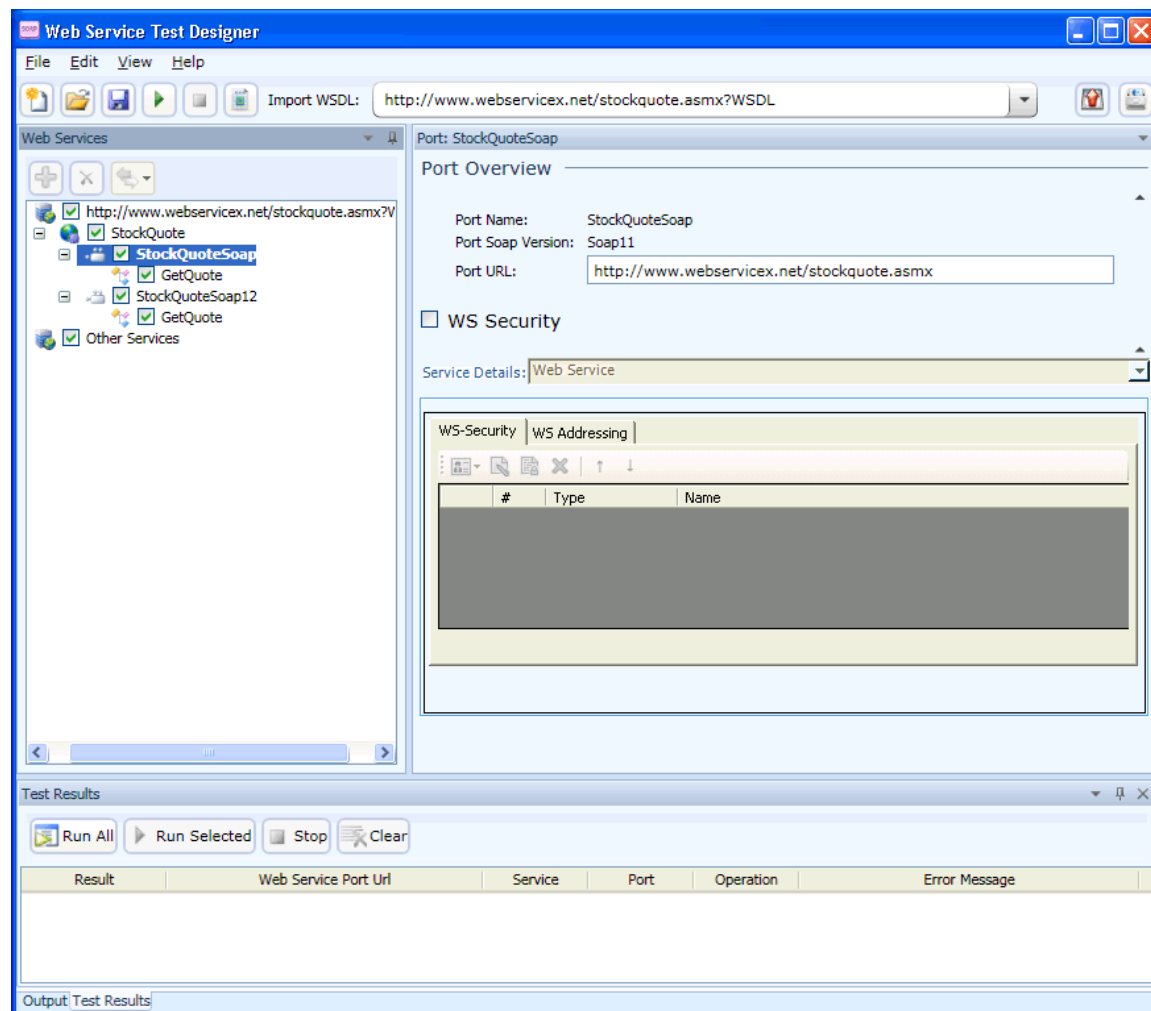 SOAP Web Service Test Designer
File Edit View Help
Import WSDL: http://www.webservicex.net/stockquote.asmx?WSDL
Web Services
http://www.webservicex.net/stockquote.asmx?V
StockQuote
StockQuoteSoap
GetQuote
StockQuoteSoap12
GetQuote
Other Services
Port: StockQuoteSoap
Port Overview
Port Name: StockQuoteSoap
Port Soap Version: Soap11
Port URL: http://www.webservicex.net/stockquote.asmx
WS Security
Service Details: Web Service
WS-Security WS Addressing
# Type Name
Test Results
Run All Run Selected Stop Clear
Result Web Service Port Url Service Port Operation Error Message
Output Test Results